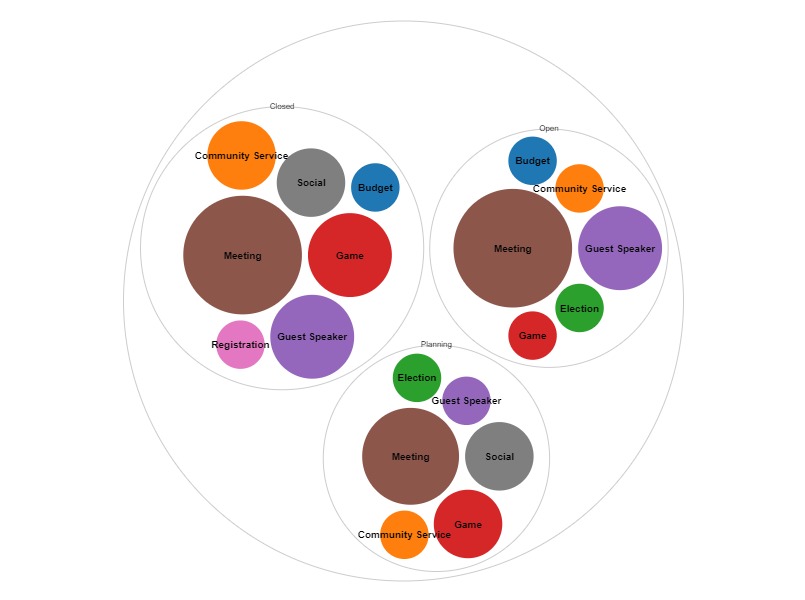 Closed
Community Service
Social
Budget
Meeting
Game
Guest Speaker
Registration
Open
Budget
Community Service
Meeting
Guest Speaker
Election
Game
Planning
Election
Guest Speaker
Meeting
Social
Game
Community Service